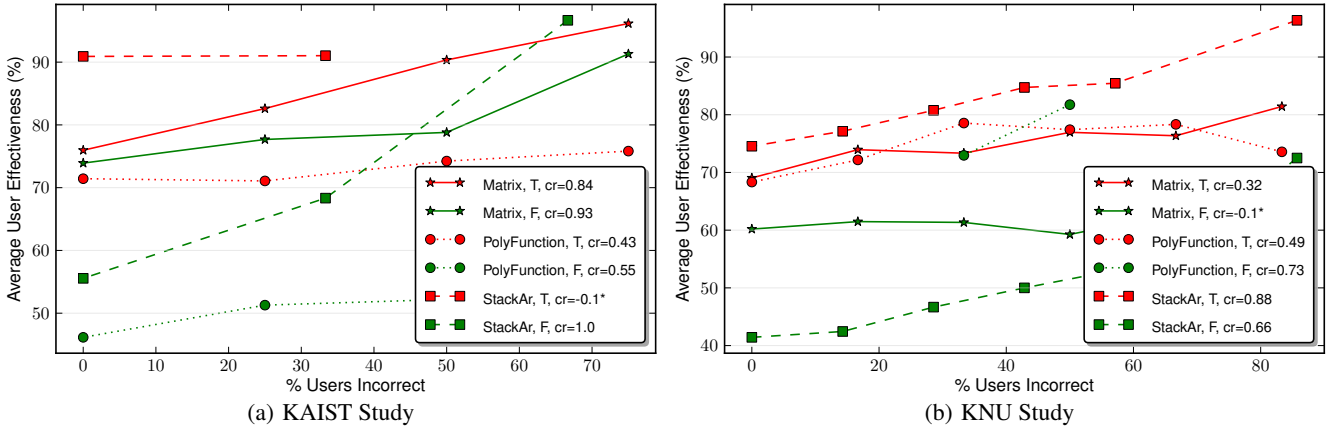 Average User Effectiveness (%)
90
80
70
60
50
Matrix, T, cr=0.84
Matrix, F, cr=0.93
PolyFunction, T, cr=0.43
PolyFunction, F, cr=0.55
StackAr, T, cr=-0.1*
StackAr, F, cr=1.0
0 10 20 30 40 50 60 70
% Users Incorrect
(a) KAIST Study
Average User Effectiveness (%)
90
80
70
60
50
40
Matrix, T, cr=0.32
Matrix, F, cr=-0.1*
PolyFunction, T, cr=0.49
PolyFunction, F, cr=0.73
StackAr, T, cr=0.88
StackAr, F, cr=0.66
0 20 40 60 80
% Users Incorrect
(b) KNU Study